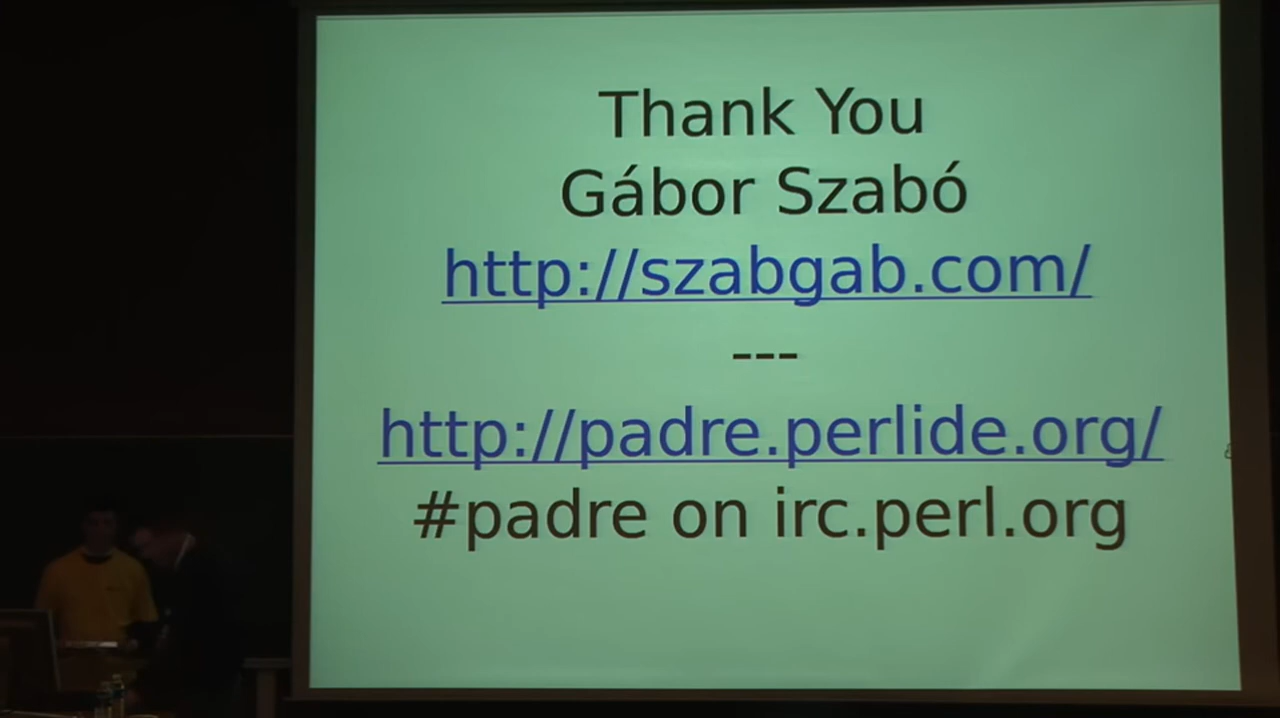 Thank You
Gábor Szabó
http://szabgab.com/
---
http://padre.perlide.org/
#padre on irc.perl.org